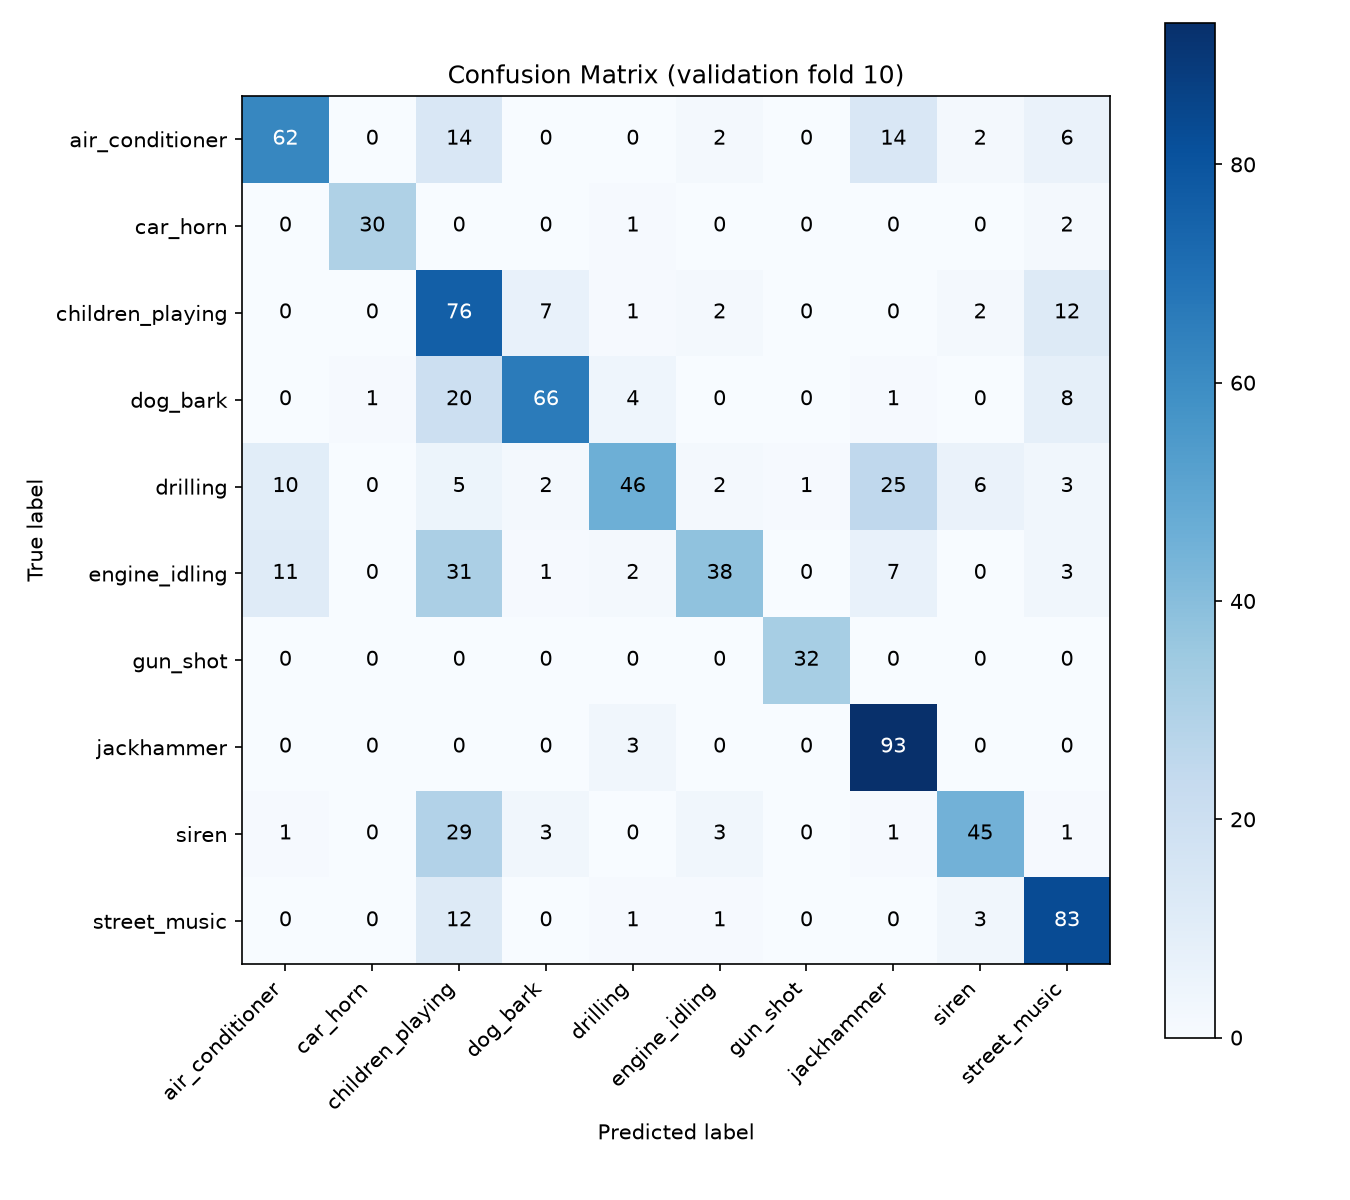 Confusion Matrix (validation fold 10)
air_conditioner 62 0 14 0 0 2 0 14 2 6
car_horn 0 30 0 0 1 0 0 0 0 2
children_playing 0 0 76 7 1 2 0 0 2 12
dog_bark 0 1 20 66 4 0 0 1 0 8
drilling 10 0 5 2 46 2 1 25 6 3
engine_idling 11 0 31 1 2 38 0 7 0 3
gun_shot 0 0 0 0 0 0 32 0 0 0
jackhammer 0 0 0 0 3 0 0 93 0 0
siren 1 0 29 3 0 3 0 1 45 1
street_music 0 0 12 0 1 1 0 0 3 83
True label
air_conditioner car_horn children_playing dog_bark drilling engine_idling gun_shot jackhammer siren street_music
Predicted label
80
60
40
20
0